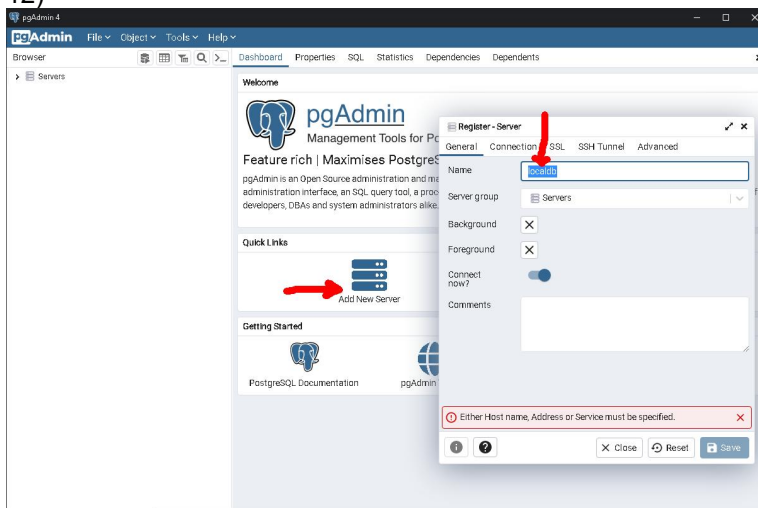 12)
pgAdmin 4
pgAdmin File Object Tools Help
Browser
Dashboard Properties SQL Statistics Dependencies Dependents
Servers
Welcome
pgAdmin
Management Tools for
Feature rich | Maximises
pgAdmin is an Open Source administration and
administration interface, an SQL query tool, a
developers, DBAs and system administrators alike.
Quick Links
Add New Server
Getting Started
PostgreSQL Documentation
pgAdmin
Register - Server
General Connection SSL SSH Tunnel Advanced
Name
localdb
Server group
Servers
Background
Foreground
Connect
now?
Comments
Either Host name, Address or Service must be specified.
Close Reset Save